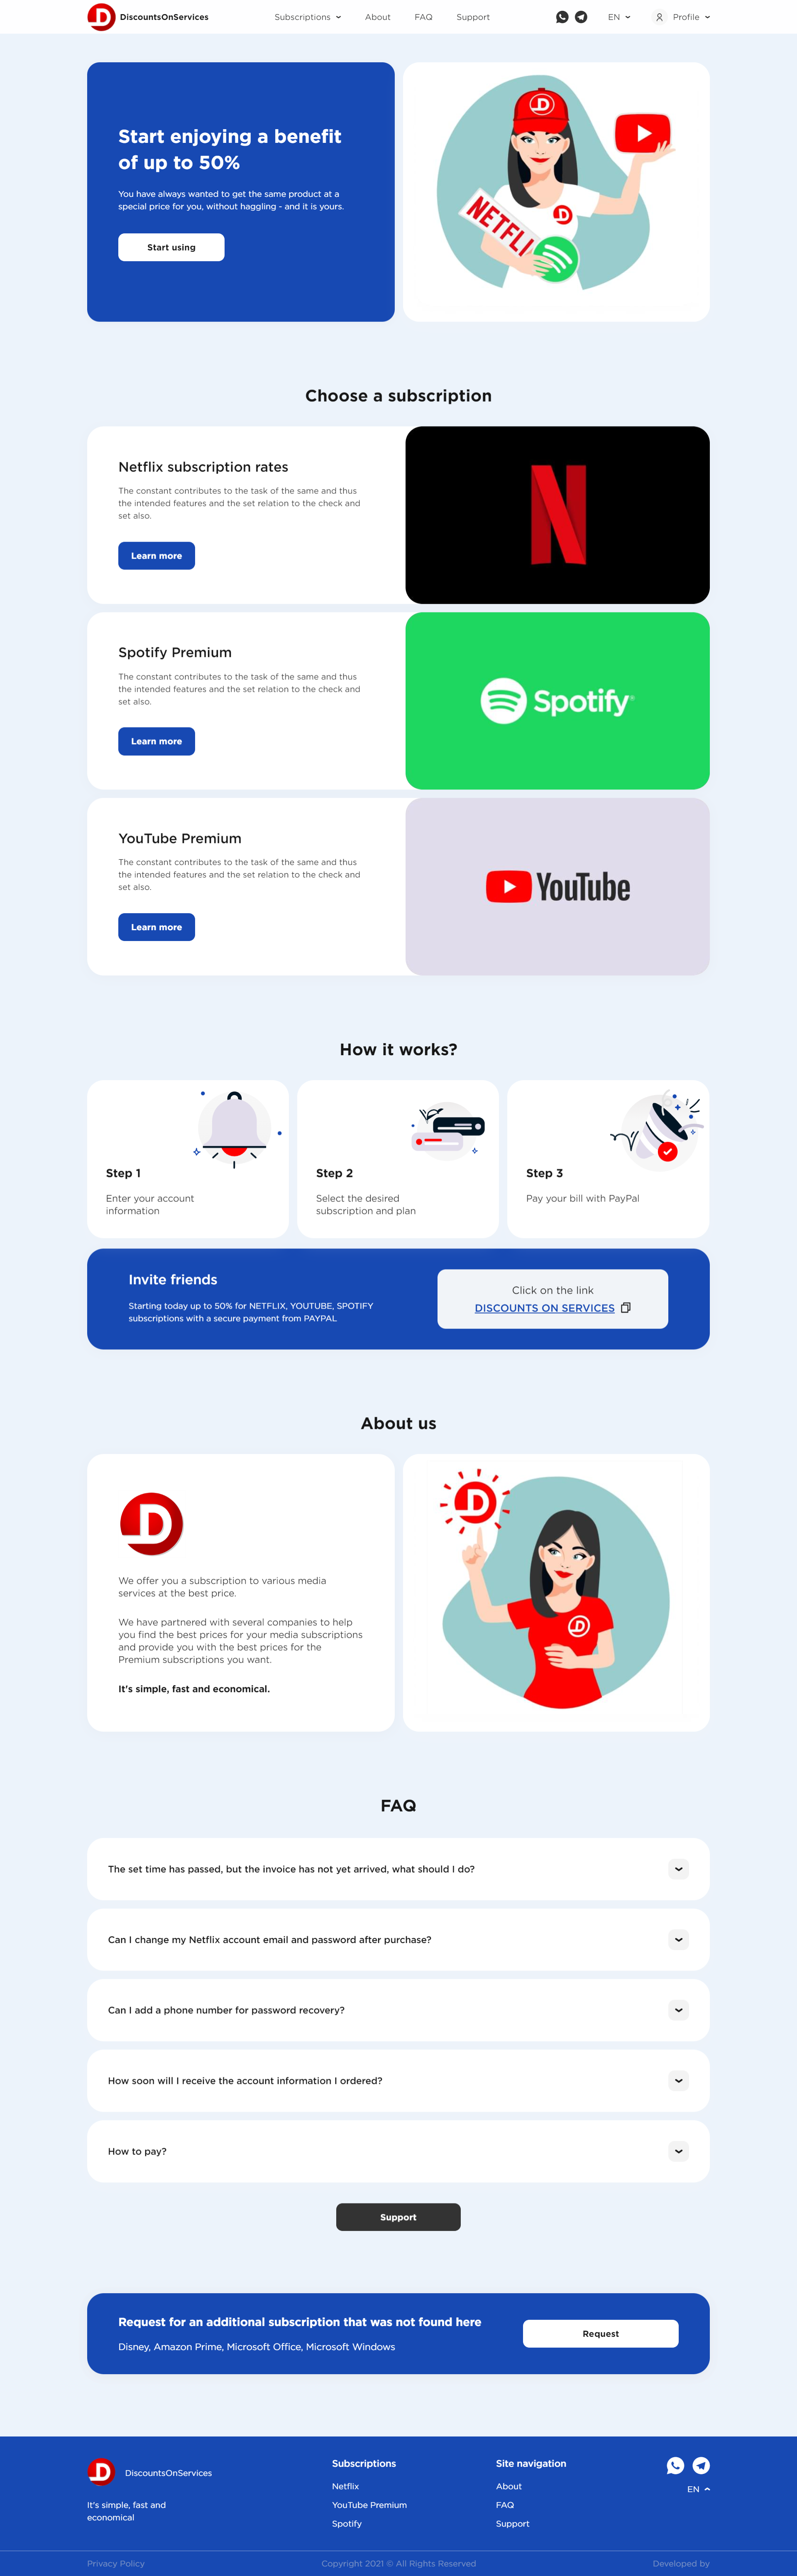 DiscountsOnServices
Subscriptions
About
FAQ
Support
EN
Profile
Start enjoying a benefit
of up to 50%
You have always wanted to get the same product at a
special price for you, without haggling - and it is yours.
Start using
D
NETFLI
D
Choose a subscription
Netflix subscription rates
The constant contributes to the task of the same and thus
the intended features and the set relation to the check and
set also.
Learn more
N
Spotify Premium
The constant contributes to the task of the same and thus
the intended features and the set relation to the check and
set also.
Learn more
Spotify®
YouTube Premium
The constant contributes to the task of the same and thus
the intended features and the set relation to the check and
set also.
Learn more
YouTube
How it works?
Step 1
Enter your account
information
Step 2
Select the desired
subscription and plan
Step 3
Pay your bill with PayPal
Invite friends
Starting today up to 50% for NETFLIX, YOUTUBE, SPOTIFY
subscriptions with a secure payment from PAYPAL
Click on the link
DISCOUNTS ON SERVICES
About us
D
We offer you a subscription to various media
services at the best price.
We have partnered with several companies to help
you find the best prices for your media subscriptions
and provide you with the best prices for the
Premium subscriptions you want.
It's simple, fast and economical.
D
D
FAQ
The set time has passed, but the invoice has not yet arrived, what should I do?
Can I change my Netflix account email and password after purchase?
Can I add a phone number for password recovery?
How soon will I receive the account information I ordered?
How to pay?
Support
Request for an additional subscription that was not found here
Disney, Amazon Prime, Microsoft Office, Microsoft Windows
Request
D
DiscountsOnServices
It's simple, fast and
economical
Subscriptions
Netflix
YouTube Premium
Spotify
Site navigation
About
FAQ
Support
EN
Privacy Policy
Copyright 2021 © All Rights Reserved
Developed by